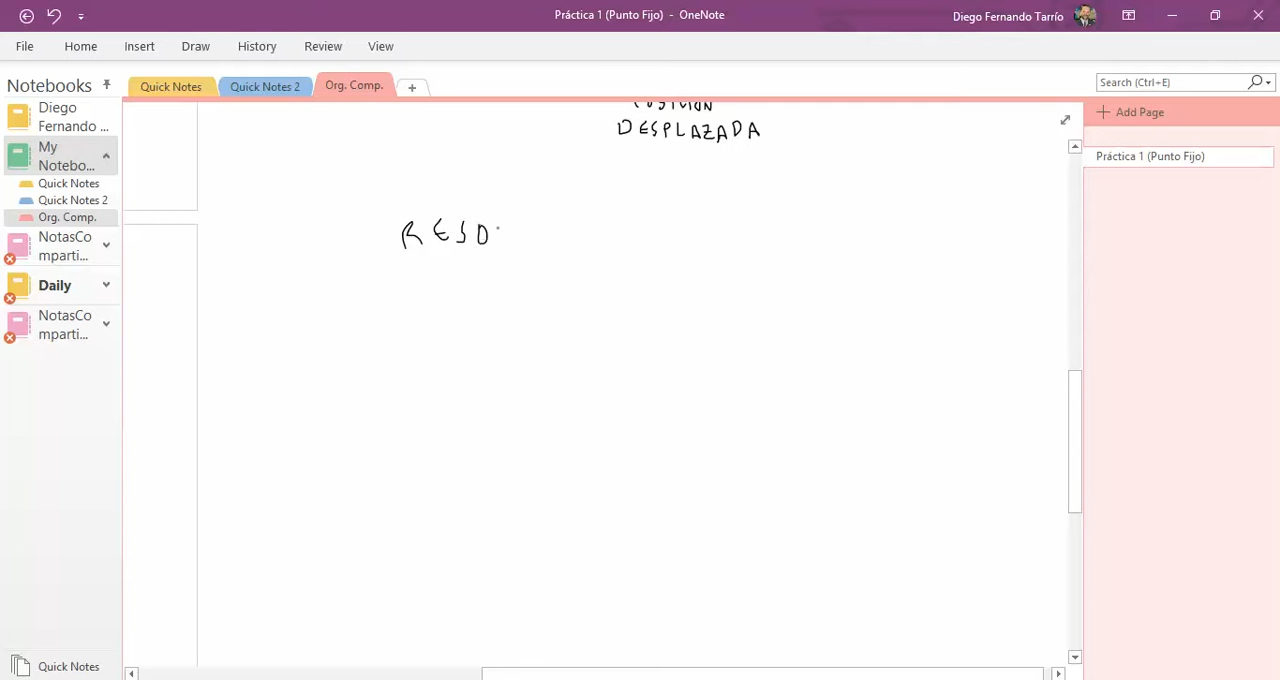 Práctica 1 (Punto Fijo) - OneNote
Diego Fernando Tarrío
File Home Insert Draw History Review View
Notebooks
Quick Notes Quick Notes 2 Org. Comp. +
Search (Ctrl+E)
Diego
Fernando ...
My
Notebo...
Quick Notes
Quick Notes 2
Org. Comp.
NotasCo
mparti...
Daily
NotasCo
mparti...
Quick Notes
DESPLAZADA
RESO
Add Page
Práctica 1 (Punto Fijo)